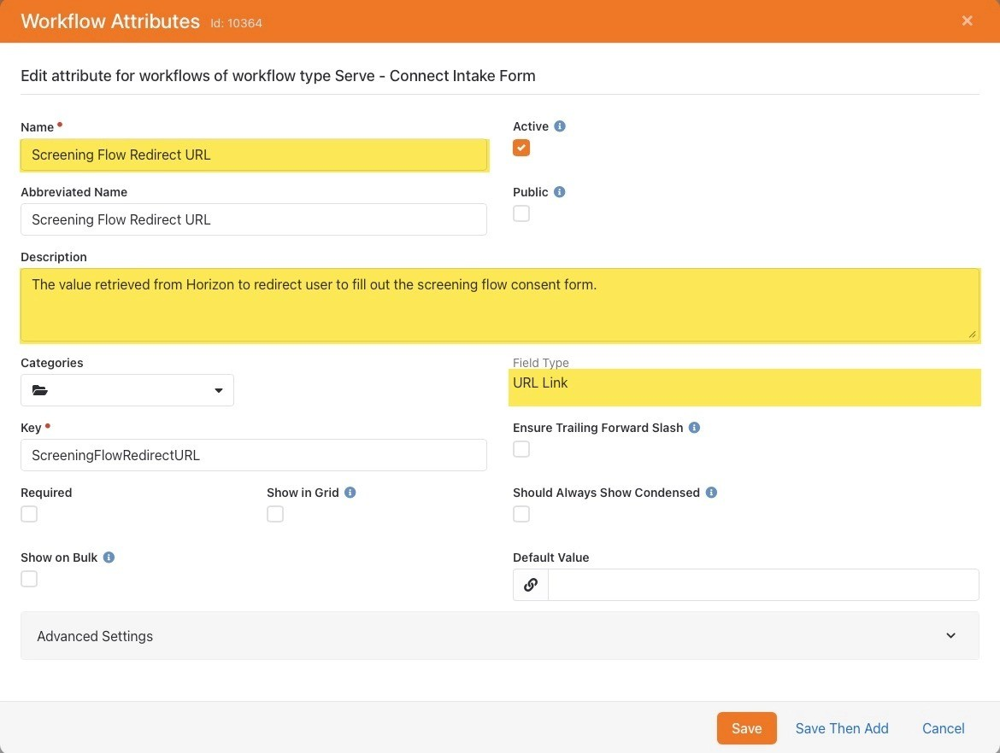 Workflow Attributes Id: 10364
Edit attribute for workflows of workflow type Serve - Connect Intake Form
Name
Screening Flow Redirect URL
Active
Abbreviated Name
Screening Flow Redirect URL
Public
Description
The value retrieved from Horizon to redirect user to fill out the screening flow consent form.
Categories
Field Type
URL Link
Key
ScreeningFlowRedirectURL
Ensure Trailing Forward Slash
Required
Show in Grid
Should Always Show Condensed
Show on Bulk
Default Value
Advanced Settings
Save
Save Then Add
Cancel